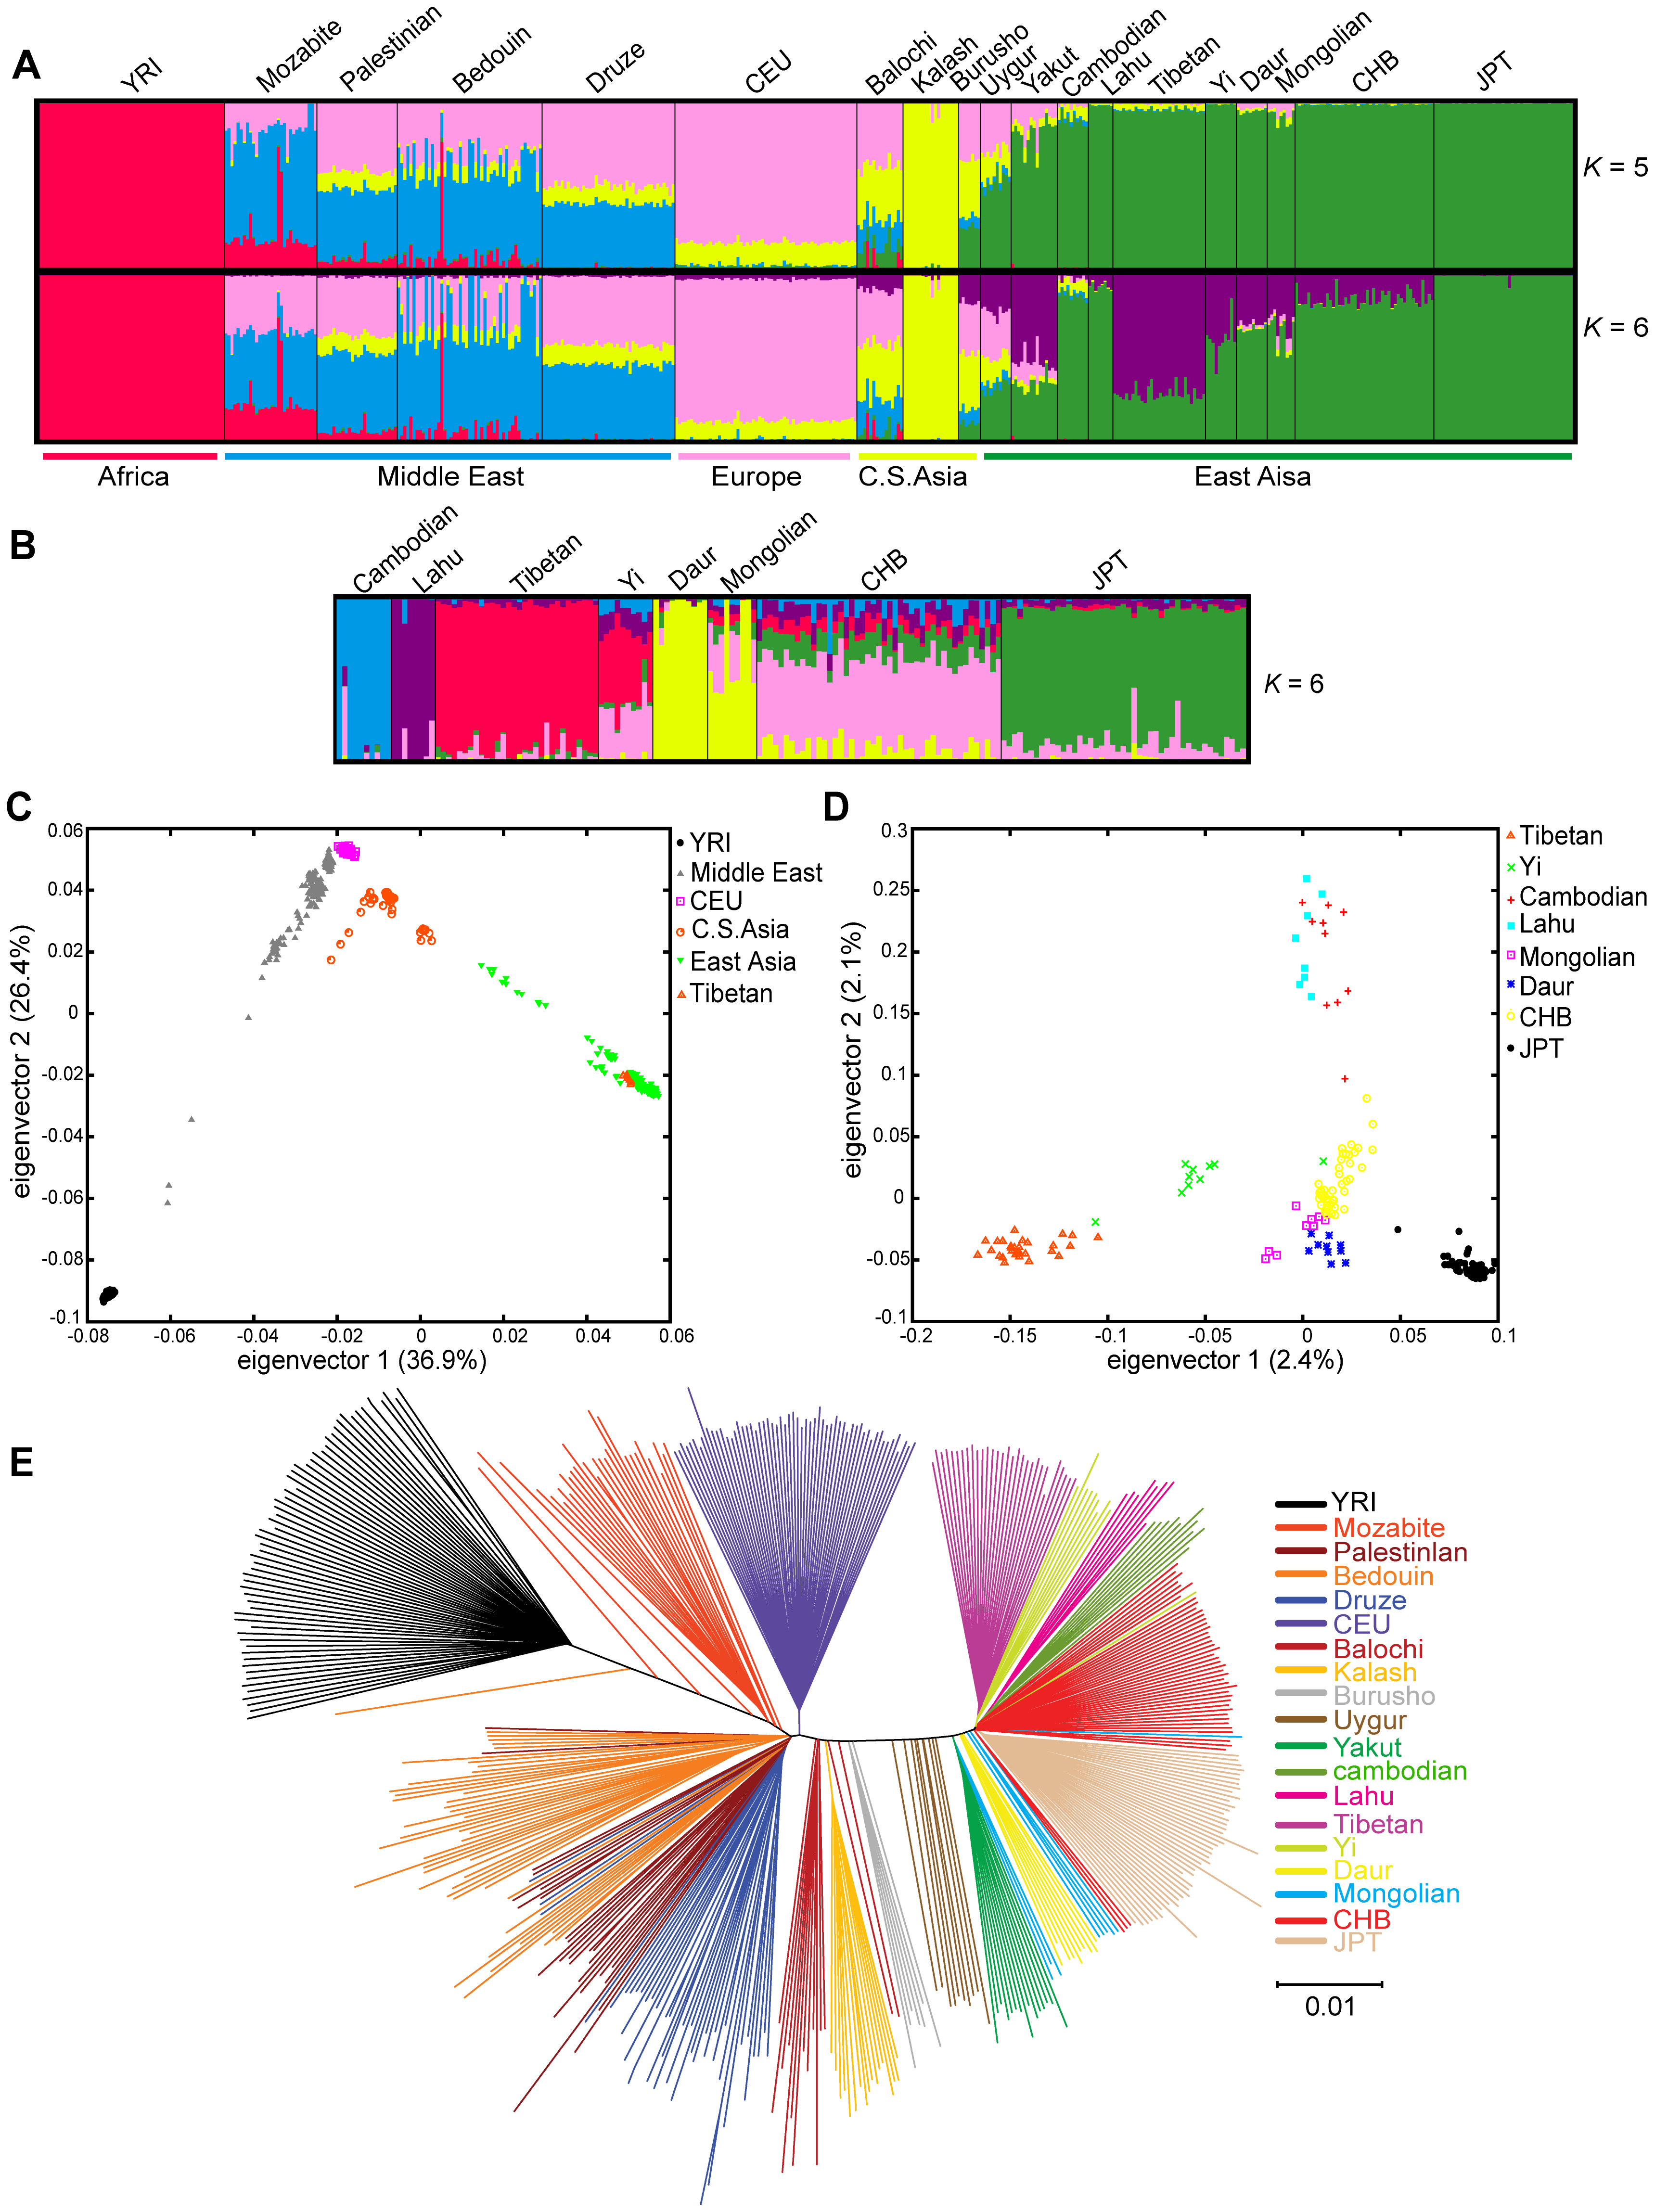 A
YRI
Mozabite
Palestinian
Bedouin
Druze
CEU
Balochi
Kalash
Burusho
Uygur
Yakut
Cambodian
Lahu
Tibetan
Yi
Daur
Mongolian
CHB
JPT
K = 5
K = 6
Africa
Middle East
Europe
C.S.Asia
East Aisa
B
Cambodian
Lahu
Tibetan
Yi
Daur
Mongolian
CHB
JPT
K = 6
C
eigenvector 2 (26.4%)
0.06
0.04
0.02
0
-0.02
-0.04
-0.06
-0.08
-0.1
-0.08 -0.06 -0.04 -0.02 0 0.02 0.04 0.06
eigenvector 1 (36.9%)
YRI
Middle East
CEU
C.S.Asia
East Asia
Tibetan
D
eigenvector 2 (2.1%)
0.3
0.25
0.2
0.15
0.1
0.05
0
-0.05
-0.1
-0.2 -0.15 -0.1 -0.05 0 0.05 0.1
eigenvector 1 (2.4%)
Tibetan
Yi
Cambodian
Lahu
Mongolian
Daur
CHB
JPT
E
YRI
Mozabite
Palestinlan
Bedouin
Druze
CEU
Balochi
Kalash
Burusho
Uygur
Yakut
cambodian
Lahu
Tibetan
Yi
Daur
Mongolian
CHB
JPT
0.01